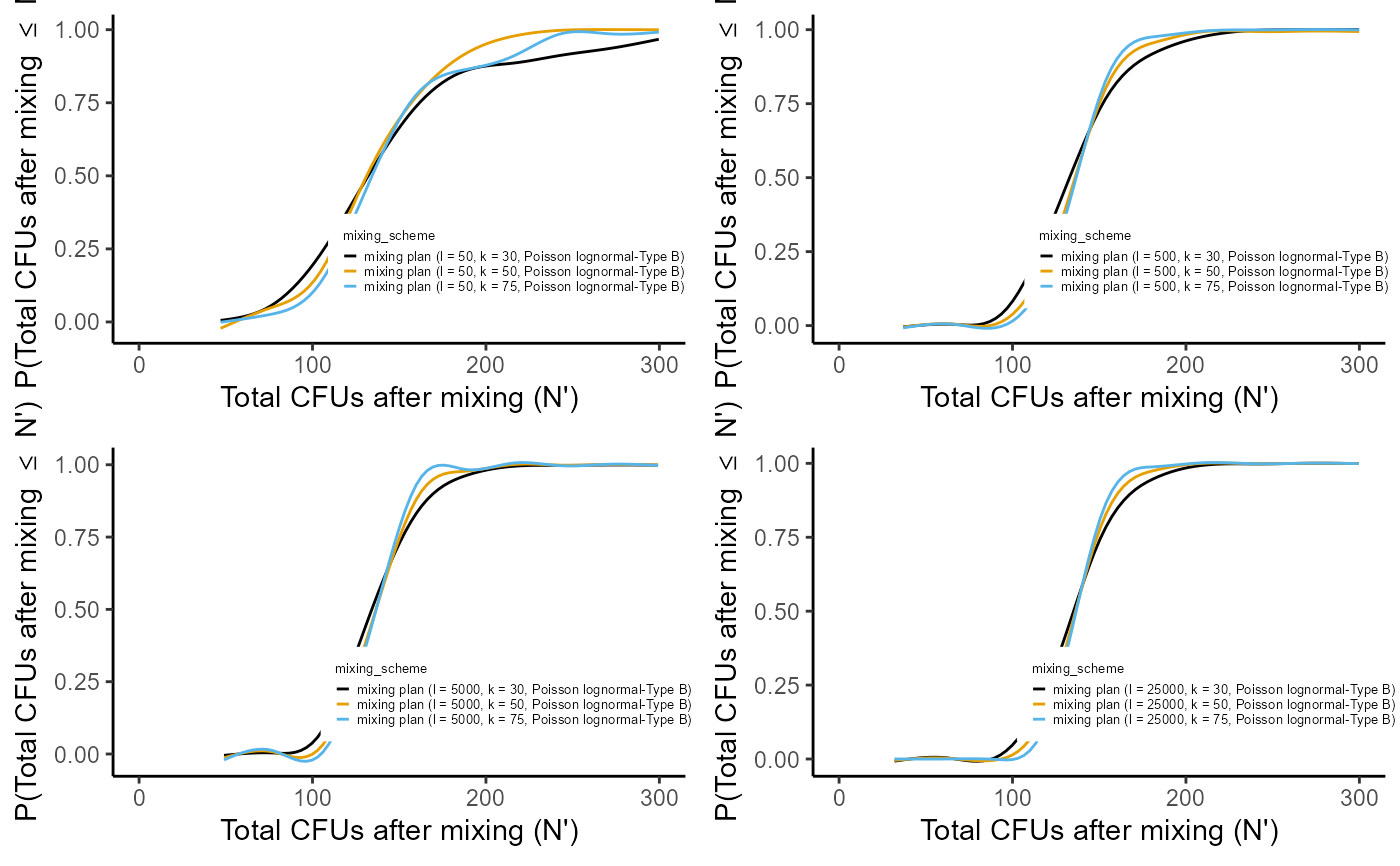 P(Total CFUs after mixing ≤ N')
1.00
0.75
0.50
0.25
0.00
0
100
200
300
Total CFUs after mixing (N')
mixing_scheme
mixing plan (l = 50, k = 30, Poisson lognormal-Type B)
mixing plan (l = 50, k = 50, Poisson lognormal-Type B)
mixing plan (l = 50, k = 75, Poisson lognormal-Type B)
P(Total CFUs after mixing ≤ N')
1.00
0.75
0.50
0.25
0.00
0
100
200
300
Total CFUs after mixing (N')
mixing_scheme
mixing plan (l = 500, k = 30, Poisson lognormal-Type B)
mixing plan (l = 500, k = 50, Poisson lognormal-Type B)
mixing plan (l = 500, k = 75, Poisson lognormal-Type B)
P(Total CFUs after mixing ≤ N')
1.00
0.75
0.50
0.25
0.00
0
100
200
300
Total CFUs after mixing (N')
mixing_scheme
mixing plan (l = 5000, k = 30, Poisson lognormal-Type B)
mixing plan (l = 5000, k = 50, Poisson lognormal-Type B)
mixing plan (l = 5000, k = 75, Poisson lognormal-Type B)
P(Total CFUs after mixing ≤ N')
1.00
0.75
0.50
0.25
0.00
0
100
200
300
Total CFUs after mixing (N')
mixing_scheme
mixing plan (l = 25000, k = 30, Poisson lognormal-Type B)
mixing plan (l = 25000, k = 50, Poisson lognormal-Type B)
mixing plan (l = 25000, k = 75, Poisson lognormal-Type B)